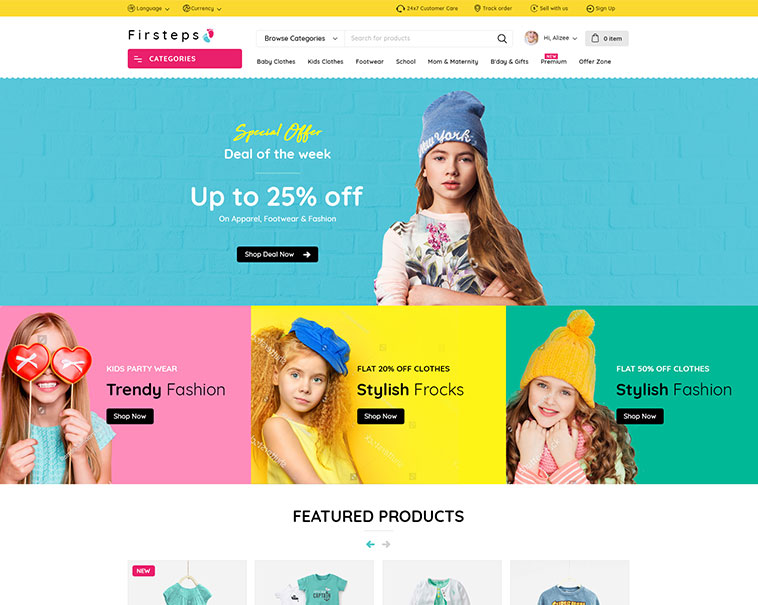 Language Currency 24x7 Customer Care Track order Sell with us Sign Up
Firsteps Browse Categories Search for products Hi, Alizee 0 item
CATEGORIES
NEW
Baby Clothes Kids Clothes Footwear School Mom & Maternity B'day & Gifts Premium Offer Zone
Special Offer
Deal of the week
Up to 25% off
On Apparel, Footwear & Fashion
Shop Deal Now
New York
KIDS PARTY WEAR
Trendy Fashion
Shop Now
FLAT 20% OFF CLOTHES
Stylish Frocks
Shop Now
FLAT 50% OFF CLOTHES
Stylish Fashion
Shop Now
FEATURED PRODUCTS
NEW
CAPTAIN